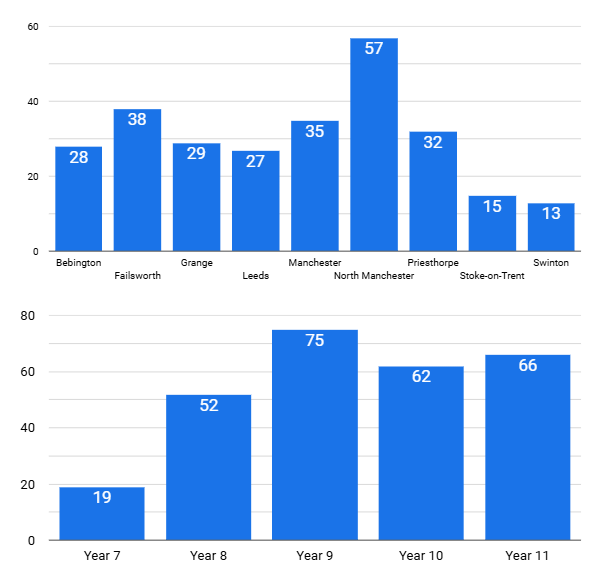 60
40
20
0
28
38
29
27
35
57
32
15
13
Bebington
Failsworth
Grange
Leeds
Manchester
North Manchester
Priesthorpe
Stoke-on-Trent
Swinton
80
60
40
20
0
19
52
75
62
66
Year 7
Year 8
Year 9
Year 10
Year 11